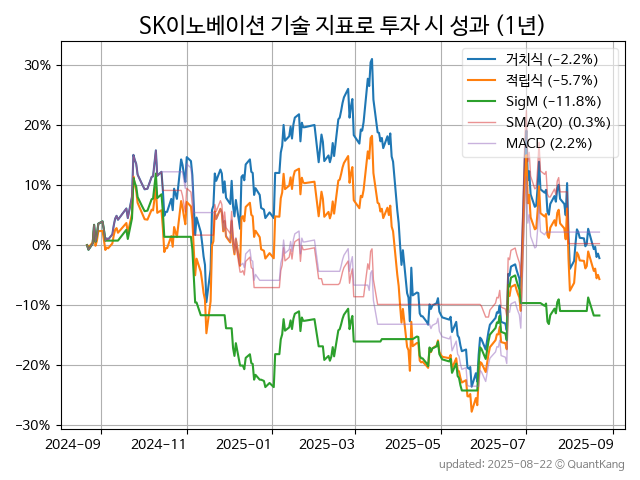 SK이노베이션 기술 지표로 투자 시 성과 (1년)
거치식 (−2.2%)
적립식 (−5.7%)
SigM (−11.8%)
SMA(20) (0.3%)
MACD (2.2%)
30%
20%
10%
0%
−10%
−20%
−30%
2024-09 2024-11 2025-01 2025-03 2025-05 2025-07 2025-09
updated: 2025-08-22 © QuantKang